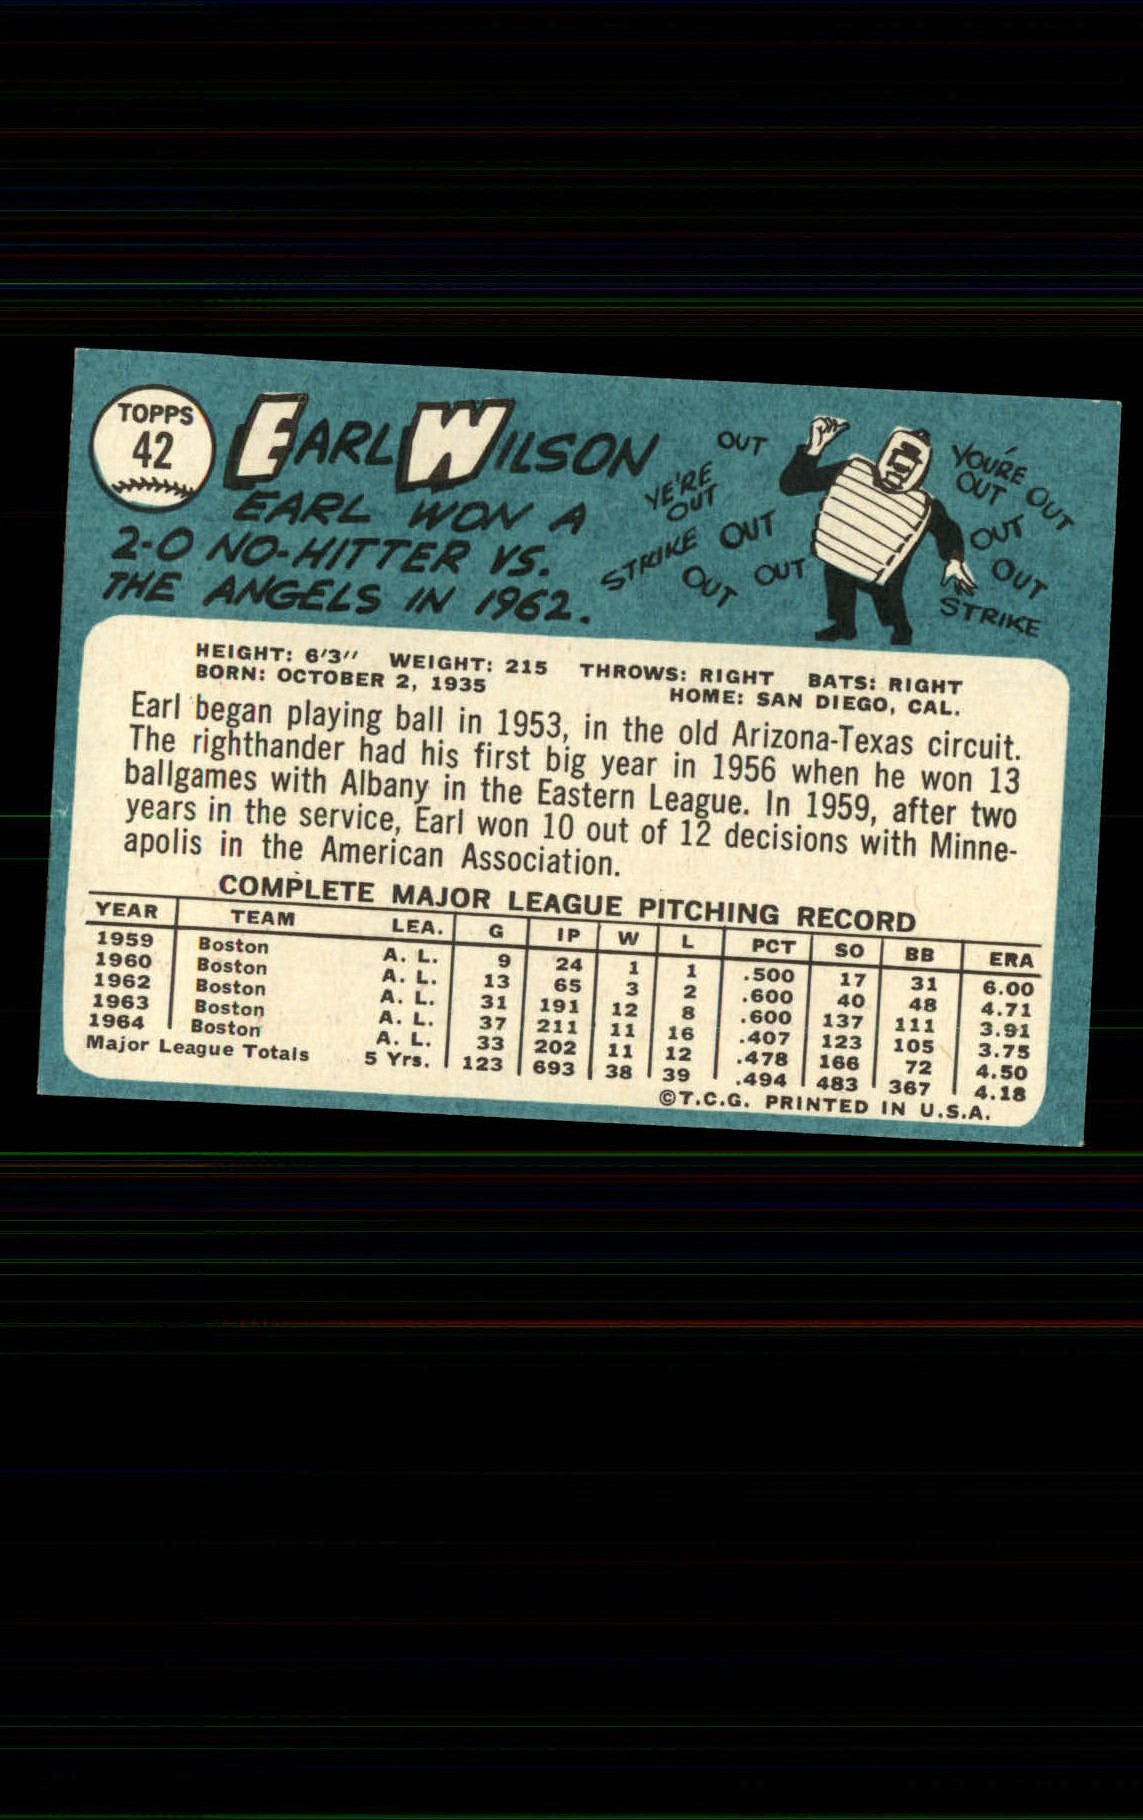 TOPPS
42
EARL WILSON
EARL WON A
2-0 NO-HITTER VS.
THE ANGELS IN 1962.
OUT
YE'RE
OUT
STRIKE OUT
OUT OUT
YOU'RE
OUT OUT
OUT
OUT
STRIKE
HEIGHT: 6'3" WEIGHT: 215 THROWS: RIGHT BATS: RIGHT
BORN: OCTOBER 2, 1935 HOME: SAN DIEGO, CAL.
Earl began playing ball in 1953, in the old Arizona-Texas circuit.
The righthander had his first big year in 1956 when he won 13
ballgames with Albany in the Eastern League. In 1959, after two
years in the service, Earl won 10 out of 12 decisions with Minne-
apolis in the American Association.
COMPLETE MAJOR LEAGUE PITCHING RECORD
YEAR TEAM LEA. G IP W L PCT SO BB ERA
1959 Boston A. L. 9 24 1 1 .500 17 31 6.00
1960 Boston A. L. 13 65 3 2 .600 40 48 4.71
1962 Boston A. L. 31 191 12 8 .600 137 111 3.91
1963 Boston A. L. 37 211 11 16 .407 123 105 3.75
1964 Boston A. L. 33 202 11 12 .478 166 72 4.50
Major League Totals 5 Yrs. 123 693 38 39 .494 483 367 4.18
©T.C.G. PRINTED IN U.S.A.